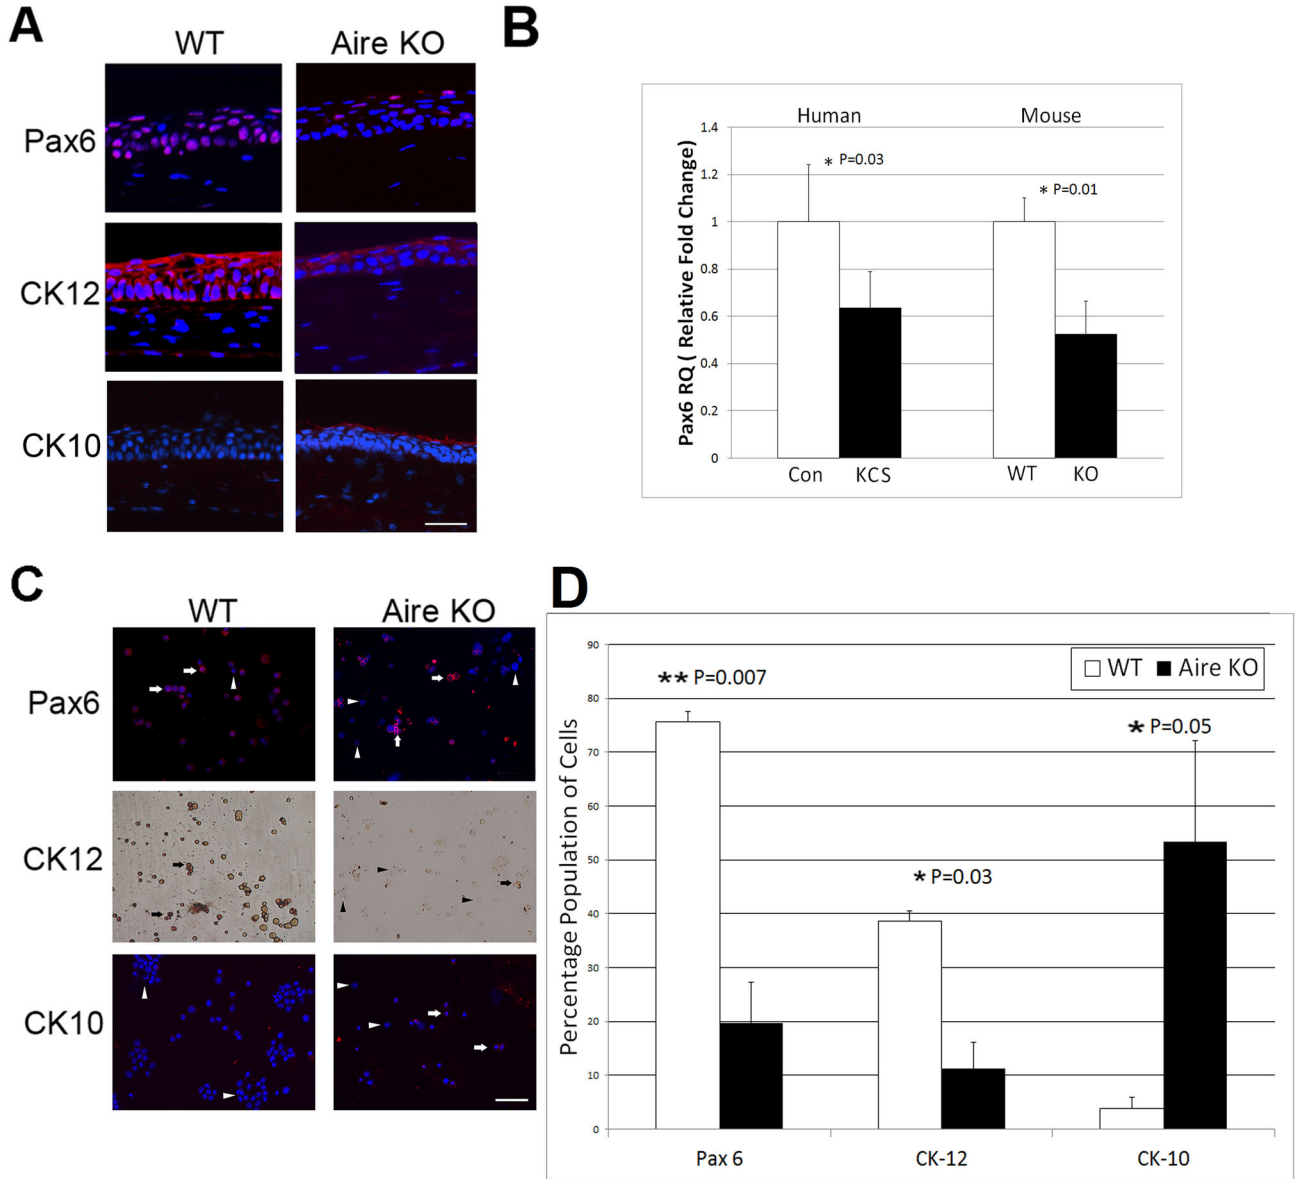 A
WT Aire KO
Pax6
CK12
CK10
B
Human Mouse
Pax6 RQ ( Relative Fold Change)
1.4
1.2
1
0.8
0.6
0.4
0.2
0
* P=0.03
* P=0.01
Con KCS WT KO
C
WT Aire KO
Pax6
CK12
CK10
D
Percentage Population of Cells
90
80
70
60
50
40
30
20
10
0
WT Aire KO
** P=0.007
* P=0.03
* P=0.05
Pax 6 CK-12 CK-10